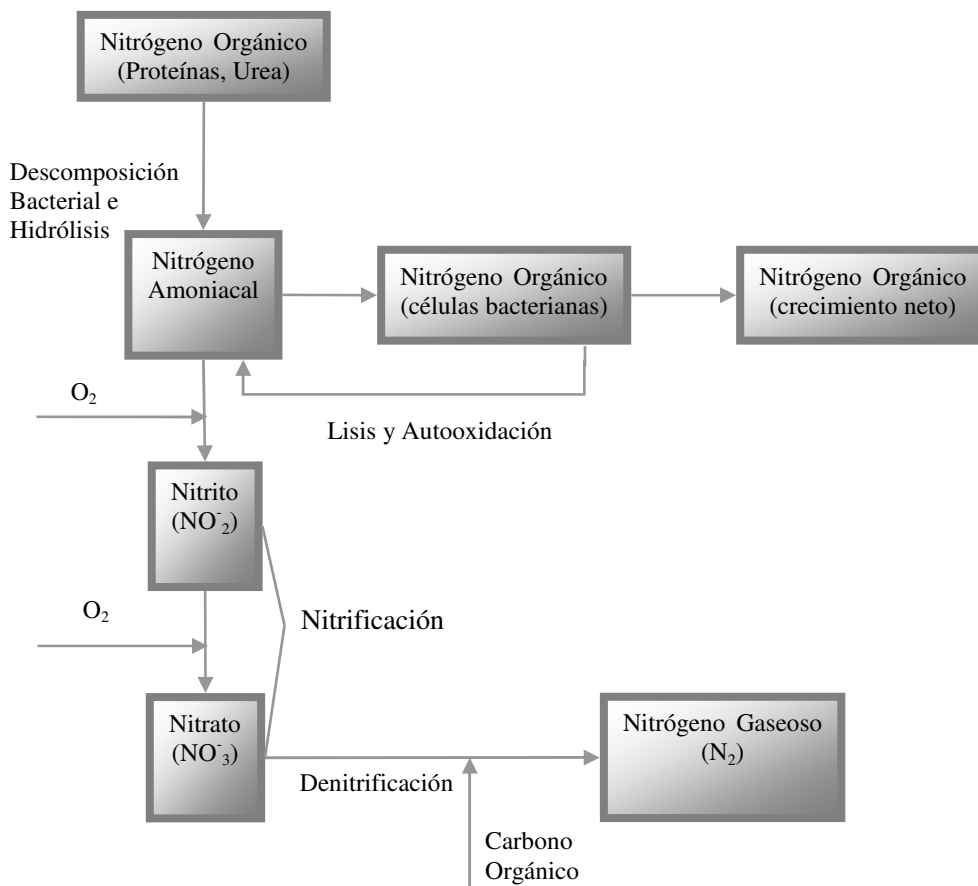 Nitrógeno Orgánico
(Proteínas, Urea)
Descomposición
Bacterial e
Hidrólisis
Nitrógeno
Amoniacal
Nitrógeno Orgánico
(células bacterianas)
Nitrógeno Orgánico
(crecimiento neto)
O₂
Lisis y Autooxidación
Nitrito
(NO⁻₂)
O₂
Nitrificación
Nitrato
(NO⁻₃)
Nitrógeno Gaseoso
(N₂)
Denitrificación
Carbono
Orgánico